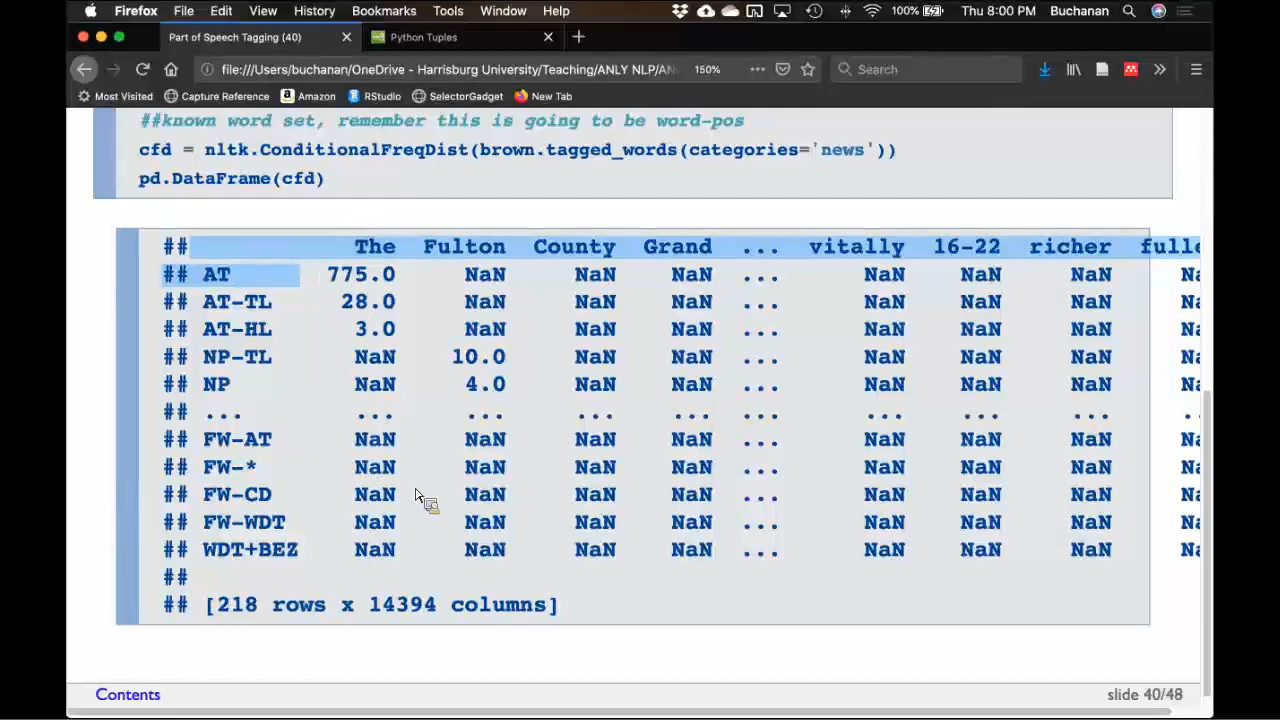 Firefox File Edit View History Bookmarks Tools Window Help 100% Thu 8:00 PM Buchanan
Part of Speech Tagging (40) Python Tuples
file:///Users/buchanan/OneDrive - Harrisburg University/Teaching/ANLY NLP/AN 150% Search
Most Visited Capture Reference Amazon RStudio SelectorGadget New Tab
##known word set, remember this is going to be word-pos
cfd = nltk.ConditionalFreqDist(brown.tagged_words(categories='news'))
pd.DataFrame(cfd)
## The Fulton County Grand ... vitally 16-22 richer fulle
## AT 775.0 NaN NaN NaN ... NaN NaN NaN Na
## AT-TL 28.0 NaN NaN NaN ... NaN NaN NaN Na
## AT-HL 3.0 NaN NaN NaN ... NaN NaN NaN Na
## NP-TL NaN 10.0 NaN NaN ... NaN NaN NaN Na
## NP NaN 4.0 NaN NaN ... NaN NaN NaN Na
## ... ... ... ... ... ... ... ... ... ..
## FW-AT NaN NaN NaN NaN ... NaN NaN NaN Na
## FW-* NaN NaN NaN NaN ... NaN NaN NaN Na
## FW-CD NaN NaN NaN NaN ... NaN NaN NaN Na
## FW-WDT NaN NaN NaN NaN ... NaN NaN NaN Na
## WDT+BEZ NaN NaN NaN NaN ... NaN NaN NaN Na
##
## [218 rows x 14394 columns]
Contents slide 40/48